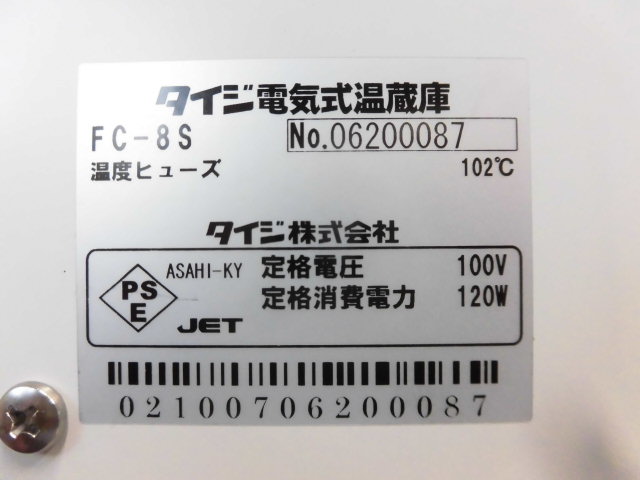 タイジ電気式温蔵庫
FC-8S No.06200087
温度ヒューズ 102℃
タイジ株式会社
PSE ASAHI-KY 定格電圧 100V
JET 定格消費電力 120W
02100706200087